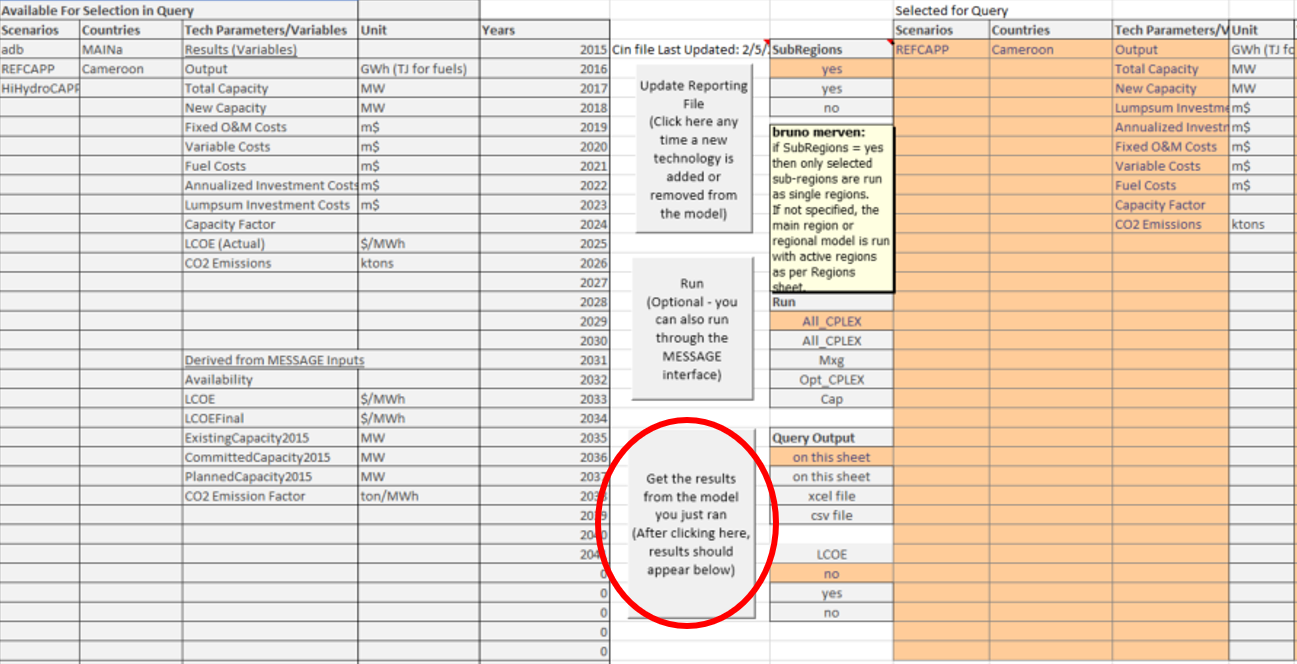 Available For Selection in Query Selected for Query
Scenarios Countries Tech Parameters/Variables Unit Years Scenarios Countries Tech Parameters/V Unit
adb MAINa Results (Variables) 2015 Cin file Last Updated: 2/5/ SubRegions REFCAPP Cameroon Output GWh (TJ fo
REFCAPP Cameroon Output GWh (TJ for fuels) 2016 yes Total Capacity MW
HiHydroCAPP Total Capacity MW 2017 yes New Capacity MW
New Capacity MW 2018 no Lumpsum Investme m$
Fixed O&M Costs m$ 2019 Annualized Investn m$
Variable Costs m$ 2020 Fixed O&M Costs m$
Fuel Costs m$ 2021 Variable Costs m$
Annualized Investment Costs m$ 2022 Fuel Costs m$
Lumpsum Investment Costs m$ 2023 Capacity Factor
Capacity Factor 2024 CO2 Emissions ktons
LCOE (Actual) $/MWh 2025
CO2 Emissions ktons 2026
2027
2028 Run
2029 All_CPLEX
2030 All_CPLEX
Derived from MESSAGE Inputs 2031 Mxg
Availability 2032 Opt_CPLEX
LCOE $/MWh 2033 Cap
LCOEFinal $/MWh 2034
ExistingCapacity2015 MW 2035 Query Output
CommittedCapacity2015 MW 2036 on this sheet
PlannedCapacity2015 MW 2037 on this sheet
CO2 Emission Factor ton/MWh 2038 xcel file
2039 csv file
2040
204 LCOE
0 no
0 yes
0 no
0
0
Update Reporting
File
(Click here any
time a new
technology is
added or
removed from
the model)
bruno merven:
if SubRegions = yes
then only selected
sub-regions are run
as single regions.
If not specified, the
main region or
regional model is run
with active regions
as per Regions
sheet.
Run
(Optional - you
can also run
through the
MESSAGE
interface)
Get the results
from the model
you just ran
(After clicking here,
results should
appear below)